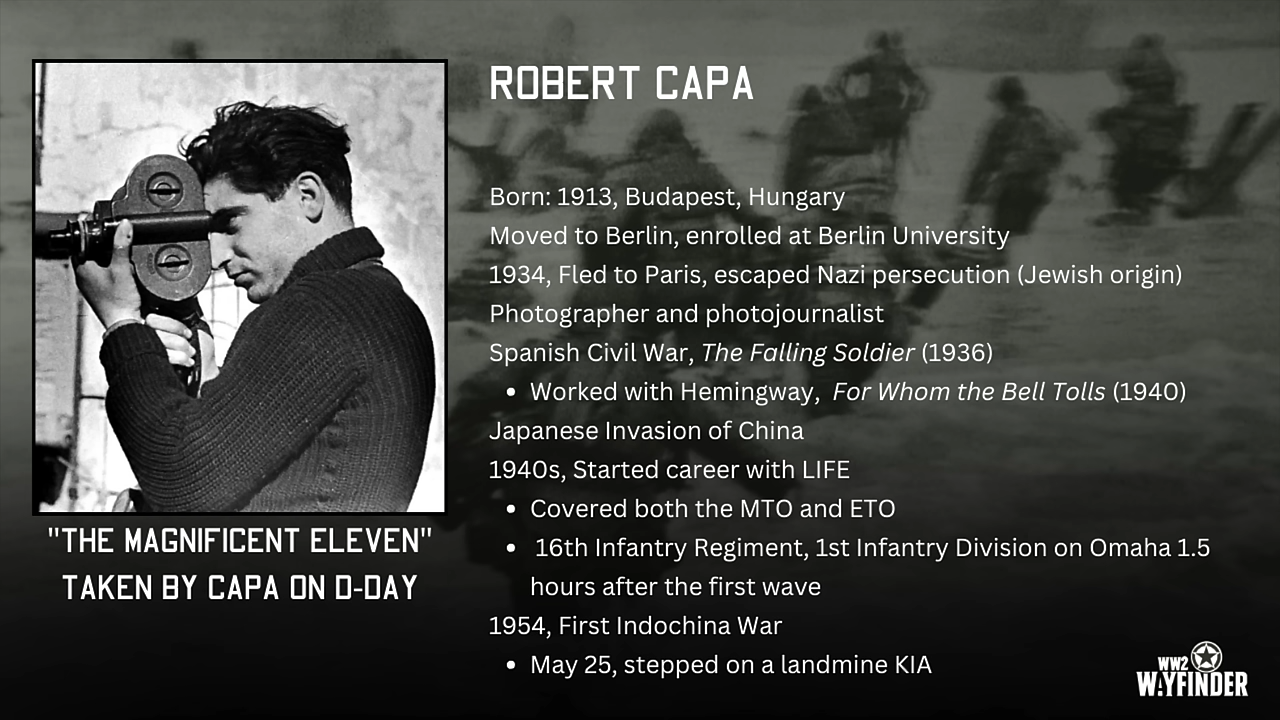 ROBERT CAPA
Born: 1913, Budapest, Hungary
Moved to Berlin, enrolled at Berlin University
1934, Fled to Paris, escaped Nazi persecution (Jewish origin)
Photographer and photojournalist
Spanish Civil War, The Falling Soldier (1936)
• Worked with Hemingway, For Whom the Bell Tolls (1940)
Japanese Invasion of China
1940s, Started career with LIFE
• Covered both the MTO and ETO
• 16th Infantry Regiment, 1st Infantry Division on Omaha 1.5
hours after the first wave
1954, First Indochina War
• May 25, stepped on a landmine KIA
"THE MAGNIFICENT ELEVEN"
TAKEN BY CAPA ON D-DAY
WW2
WAYFINDER